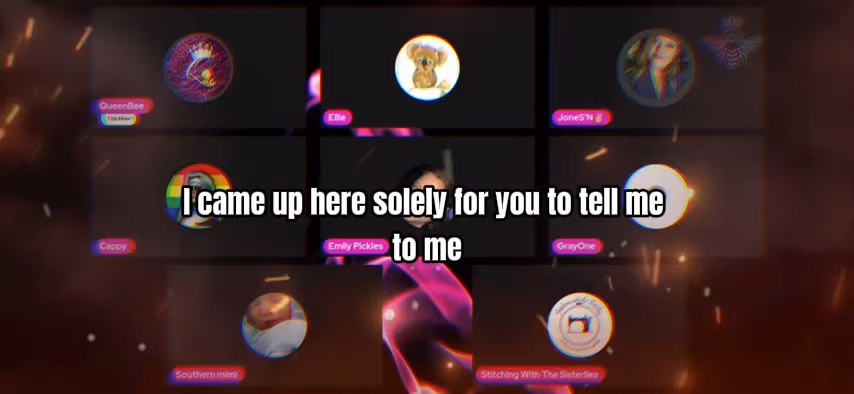 QueenBee
Ellie
JoneS'N ✌
I came up here solely for you to tell me
to me
Cappy
Emily Pickles
GrayOne
Southern mimi
Stitching With The Sisterlies